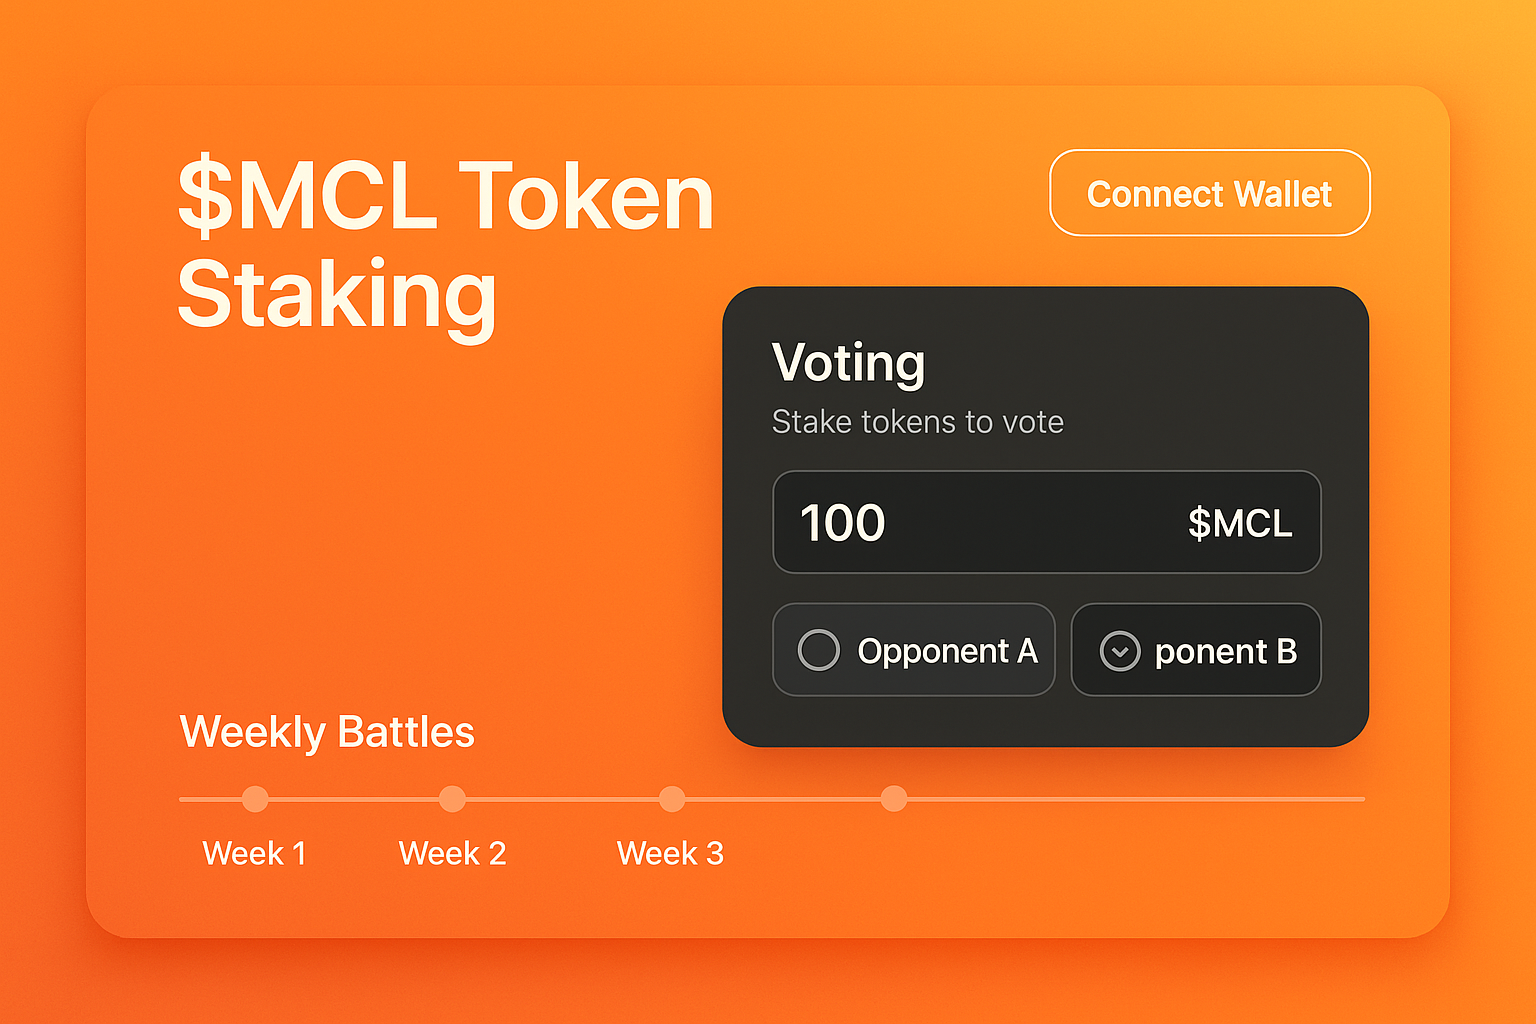 $MCL Token
Staking
Connect Wallet
Voting
Stake tokens to vote
100 $MCL
Opponent A
ponent B
Weekly Battles
Week 1
Week 2
Week 3